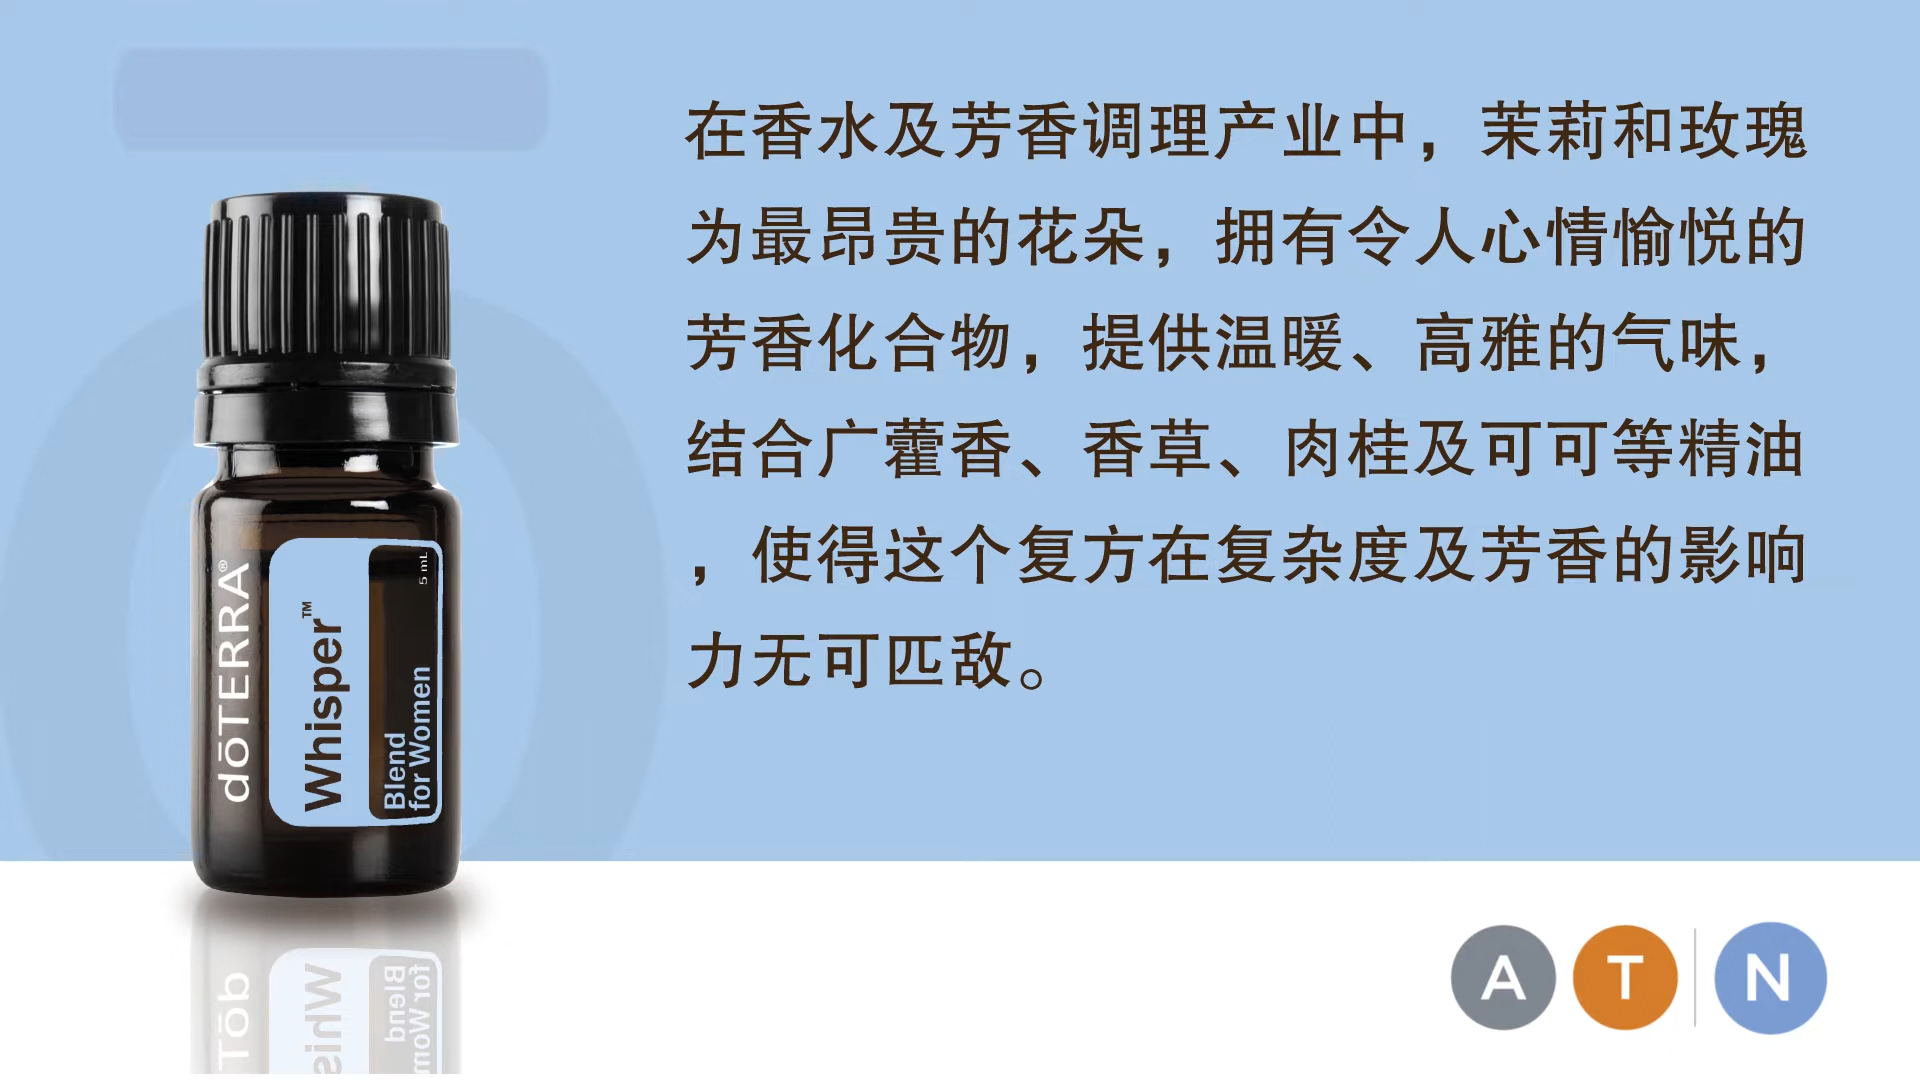 在香水及芳香调理产业中，茉莉和玫瑰
为最昂贵的花朵，拥有令人心情愉悦的
芳香化合物，提供温暖、高雅的气味，
结合广藿香、香草、肉桂及可可等精油
，使得这个复方在复杂度及芳香的影响
力无可匹敌。
dōTERRA®
Whisper™
Blend
for Women
5 mL
A T N